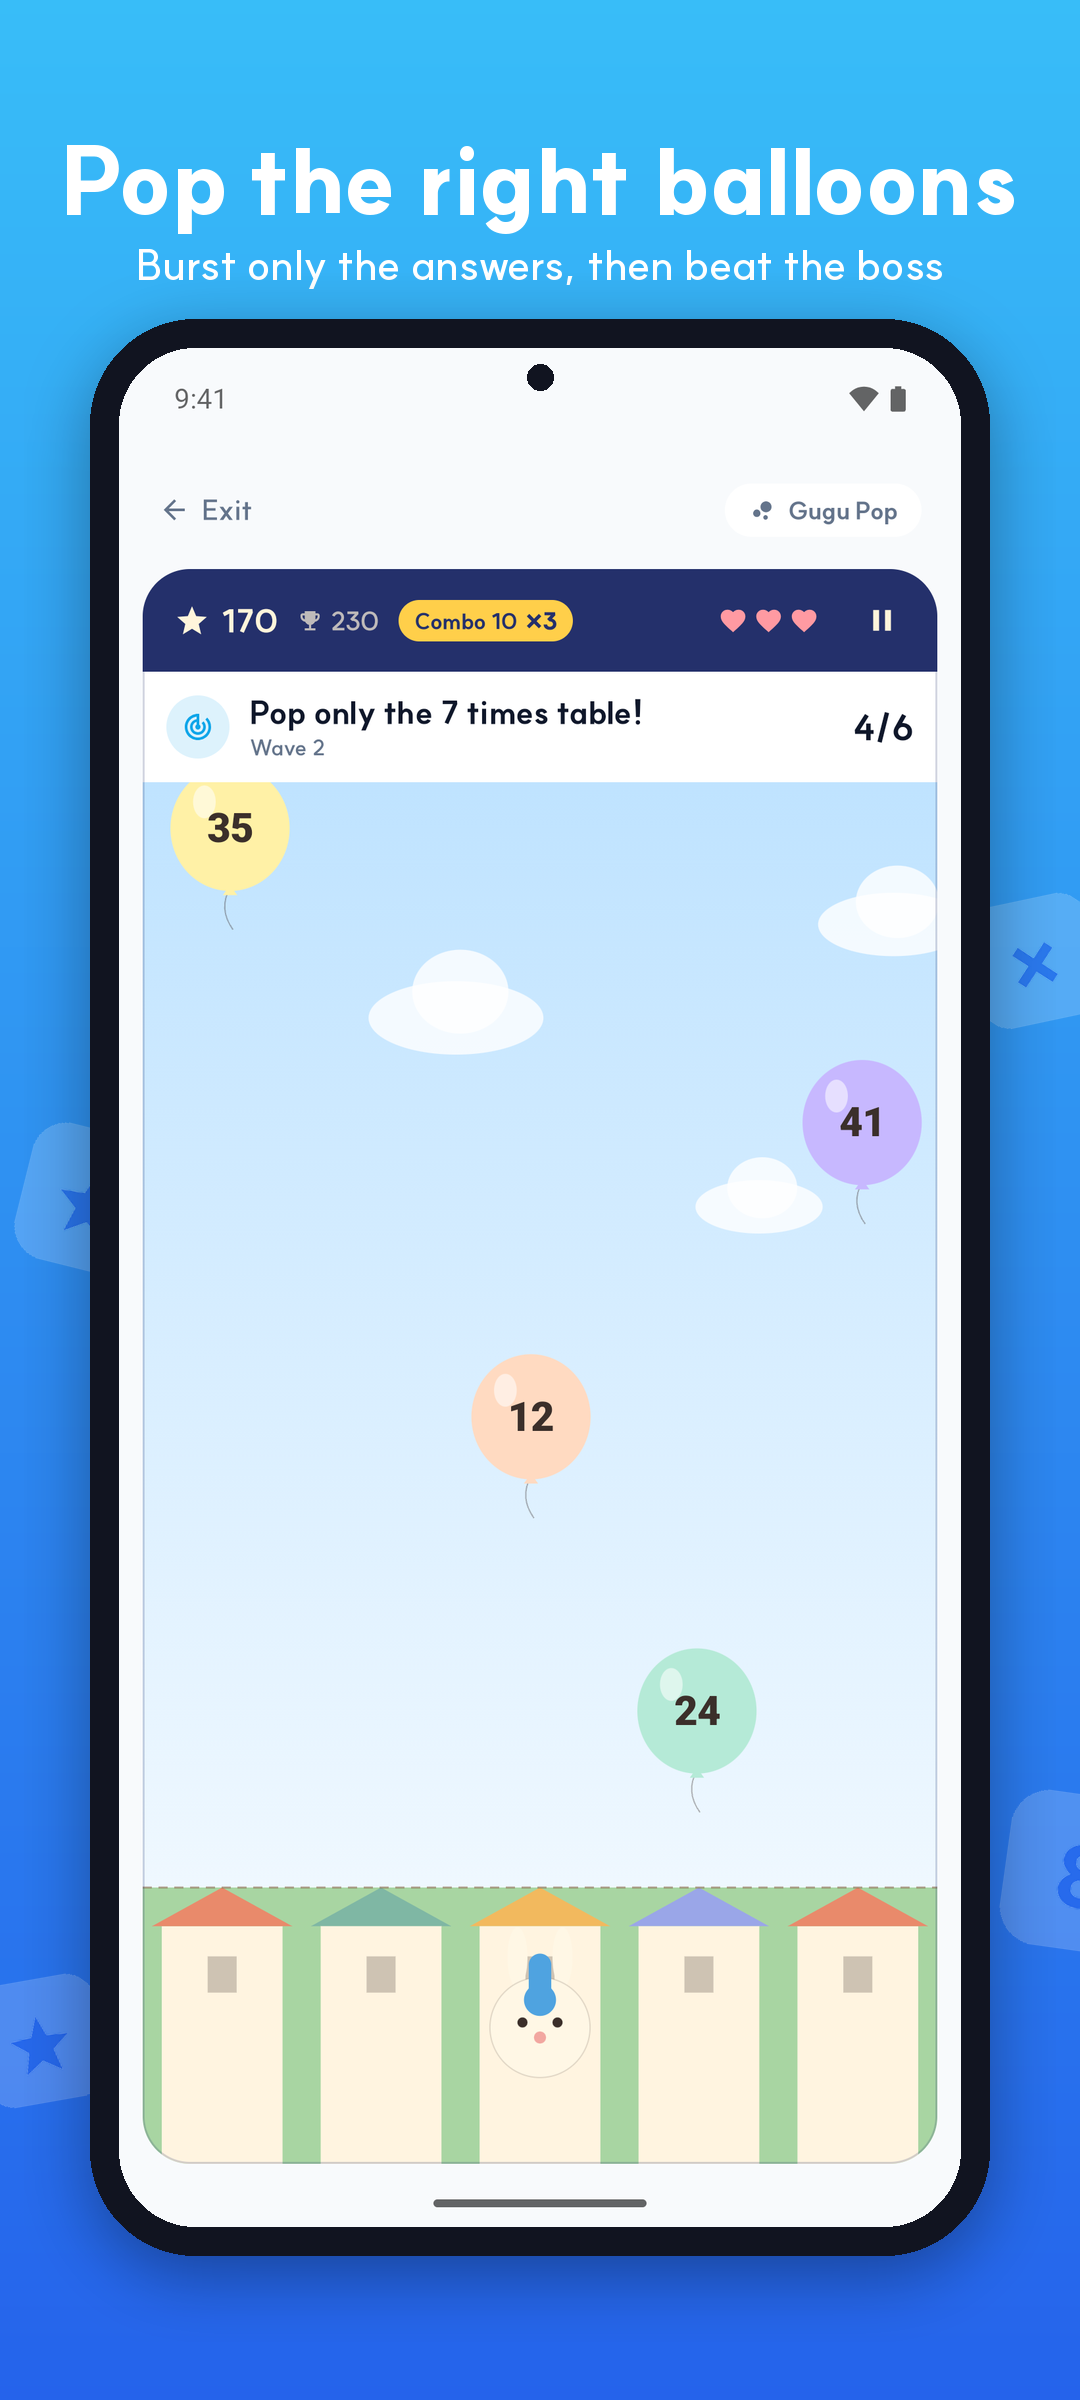 Pop the right balloons
Burst only the answers, then beat the boss
9:41
Exit
Gugu Pop
170 230 Combo 10 ×3
Pop only the 7 times table!
Wave 2
4/6
35
41
12
24
8